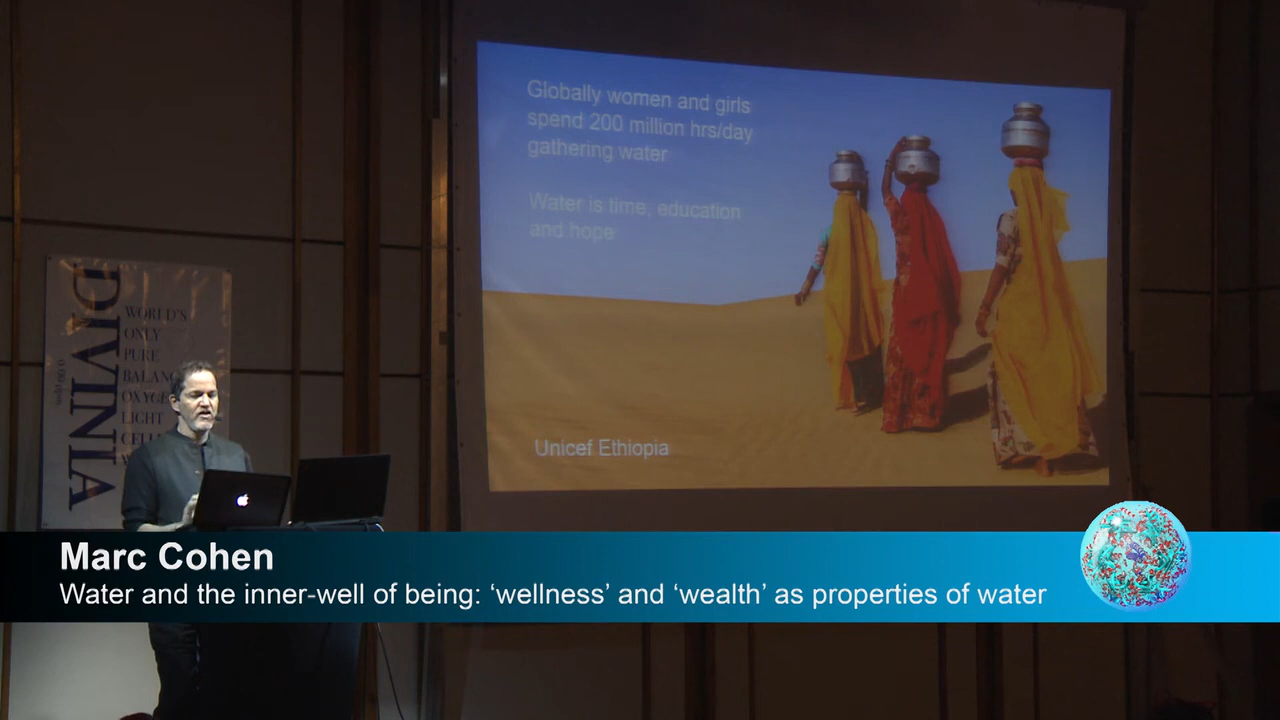 Globally women and girls
spend 200 million hrs/day
gathering water
Water is time, education
and hope
Unicef Ethiopia
DIVINIA
WORLD'S
ONLY
PURE
LIGHT
Marc Cohen
Water and the inner-well of being: ‘wellness’ and ‘wealth’ as properties of water